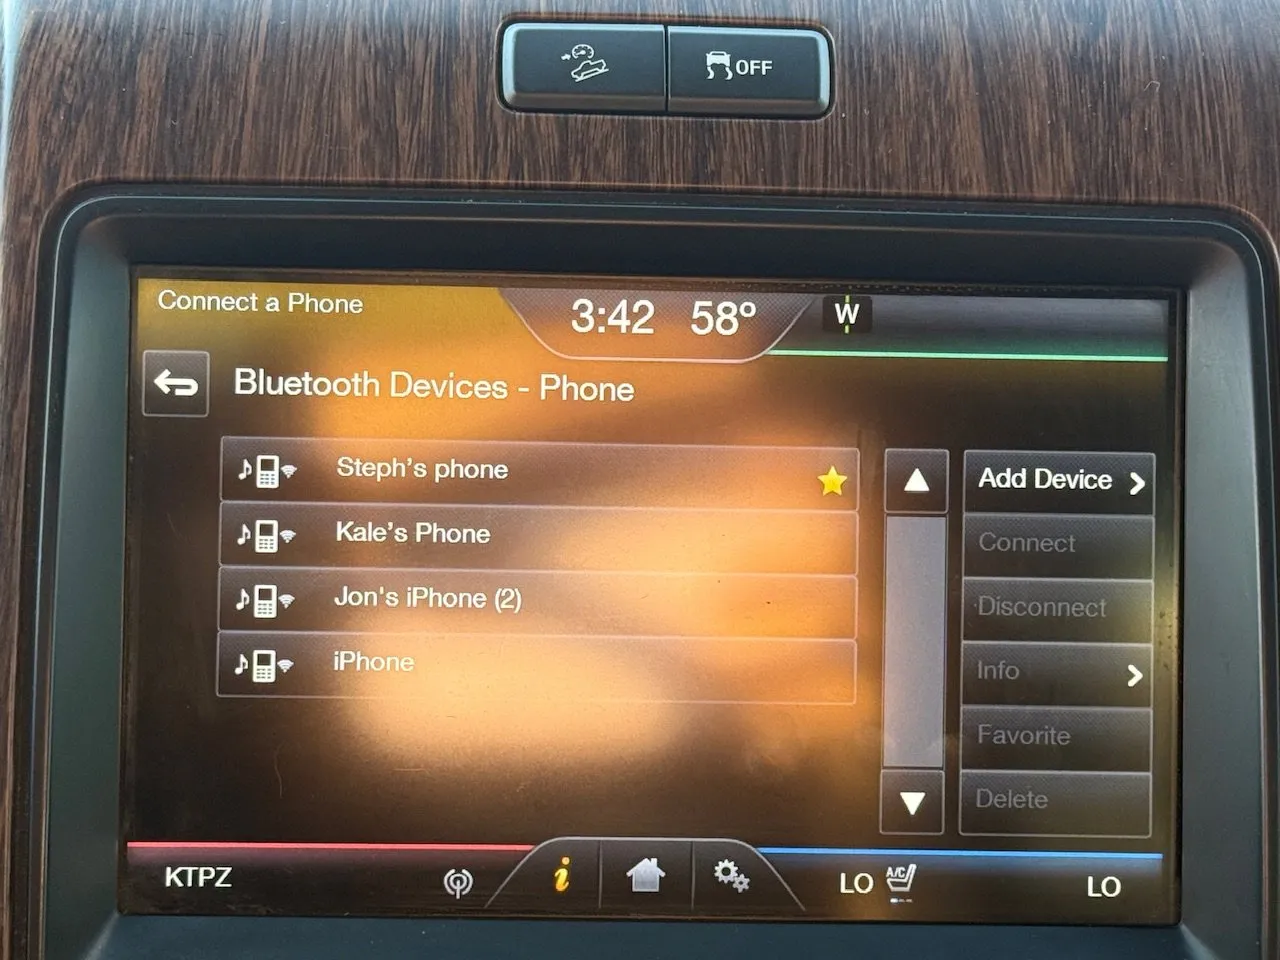 OFF
Connect a Phone
3:42 58° W
Bluetooth Devices - Phone
Steph's phone
Kale's Phone
Jon's iPhone (2)
iPhone
Add Device
Connect
Disconnect
Info
Favorite
Delete
KTPZ
i
LO A/C
LO